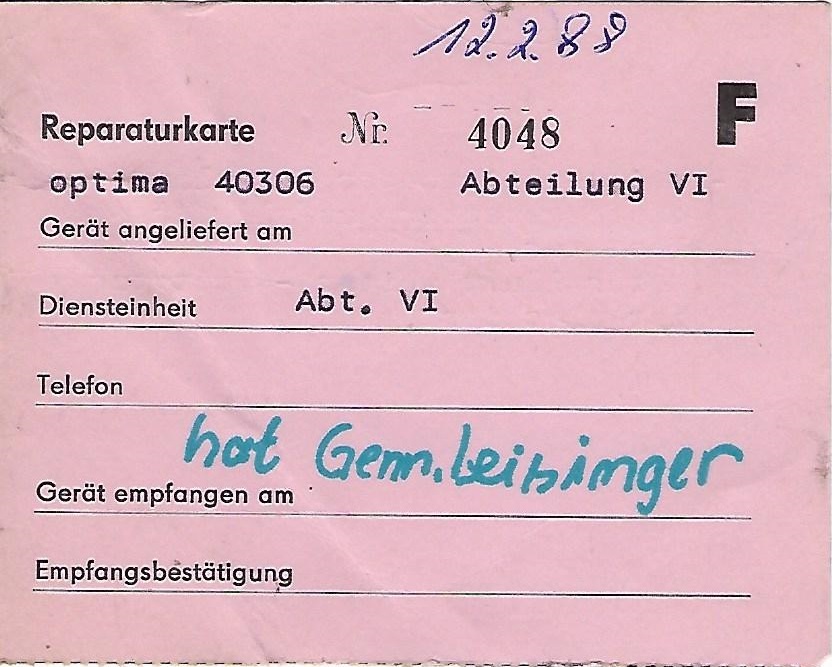 12.2.88
F
Reparaturkarte Nr. 4048
optima 40306 Abteilung VI
Gerät angeliefert am
Diensteinheit Abt. VI
Telefon
hat Genn. Leisinger
Gerät empfangen am
Empfangsbestätigung